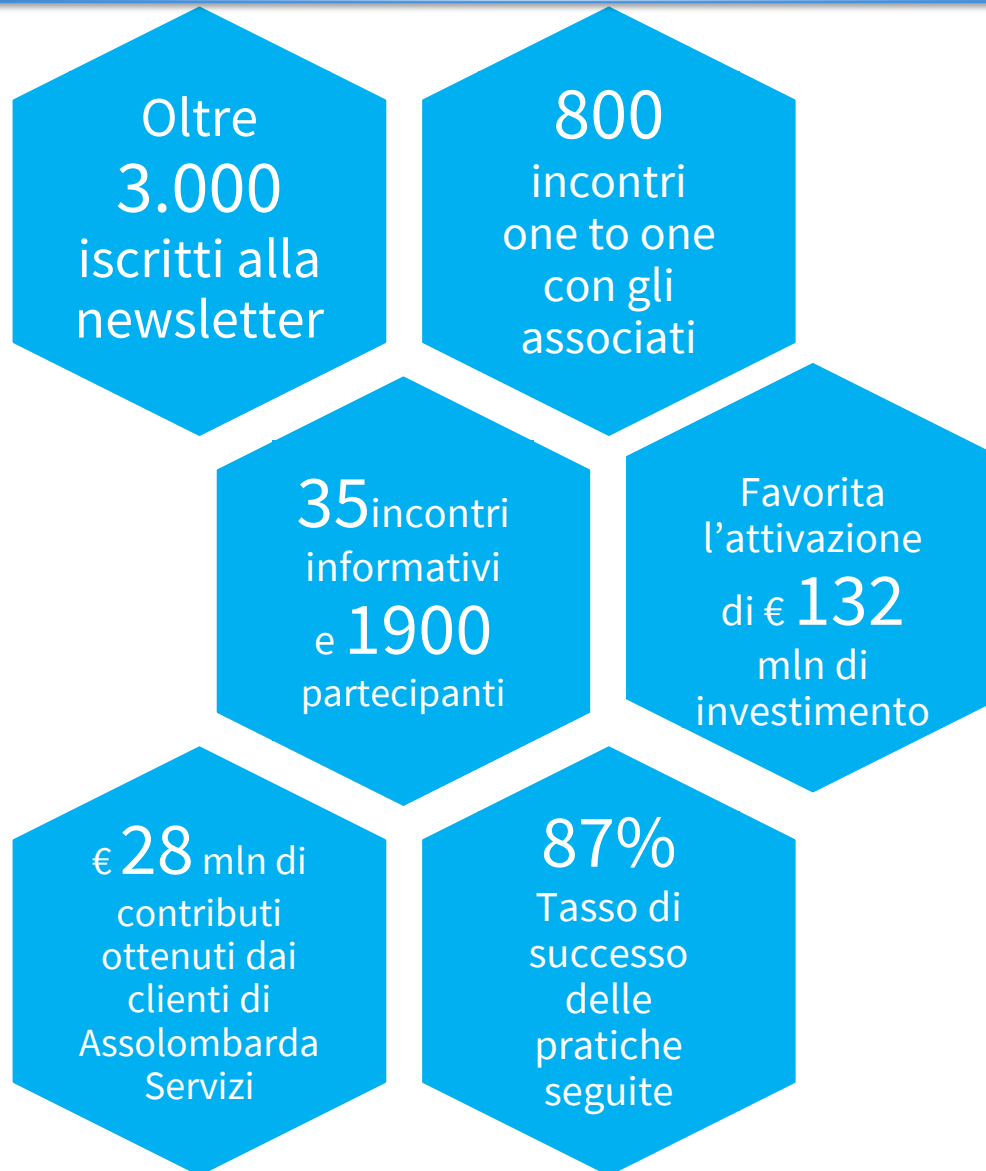 Oltre
3.000
iscritti alla
newsletter
800
incontri
one to one
con gli
associati
35incontri
informativi
e 1900
partecipanti
Favorita
l’attivazione
di € 132
mln di
investimento
€ 28 mln di
contributi
ottenuti dai
clienti di
Assolombarda
Servizi
87%
Tasso di
successo
delle
pratiche
seguite